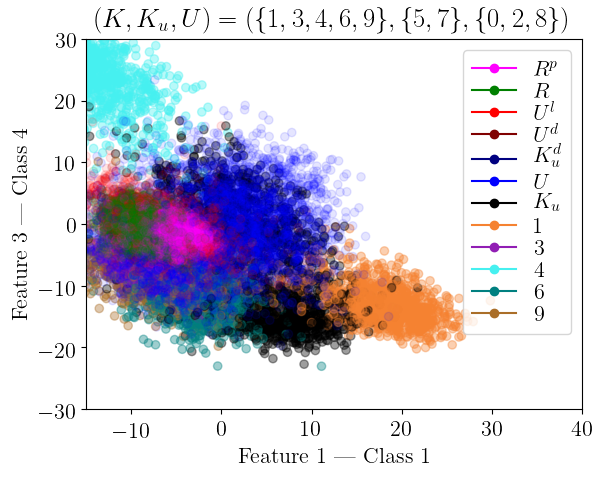 (K, K_u, U) = ({1, 3, 4, 6, 9}, {5, 7}, {0, 2, 8})
30
20
10
0
−10
−20
−30
Feature 3 — Class 4
R^p
R
U^l
U^d
K_u^d
U
K_u
1
3
4
6
9
−10
0
10
20
30
40
Feature 1 — Class 1